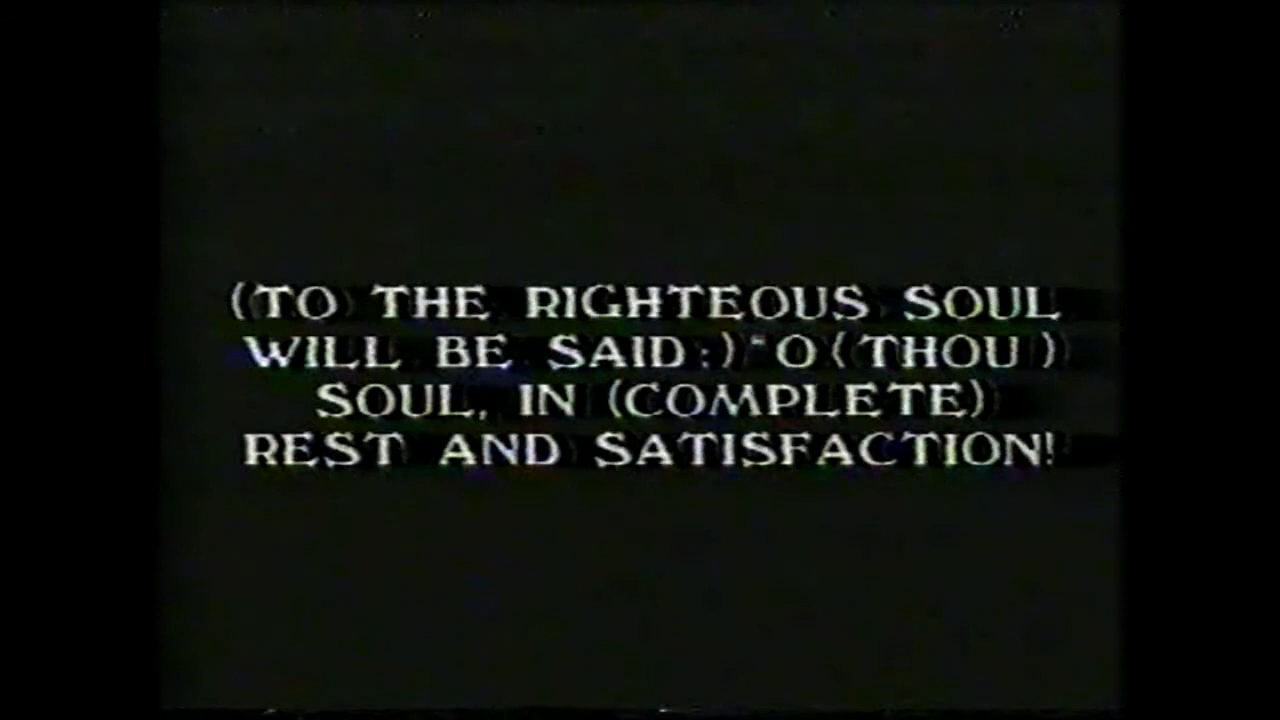 (TO THE RIGHTEOUS SOUL
WILL BE SAID:) "O (THOU)
SOUL, IN (COMPLETE)
REST AND SATISFACTION!